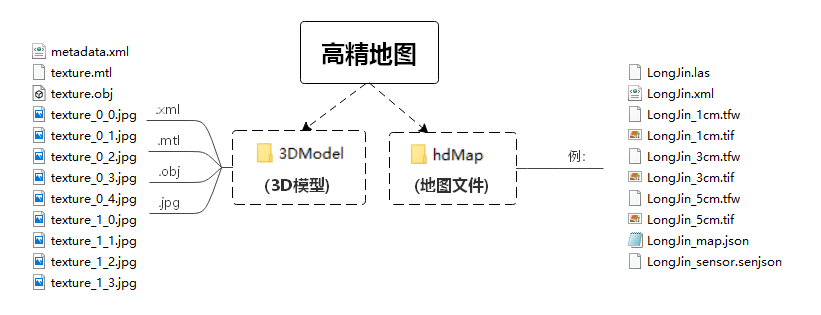 高精地图
metadata.xml
texture.mtl
texture.obj
texture_0_0.jpg
texture_0_1.jpg
texture_0_2.jpg
texture_0_3.jpg
texture_0_4.jpg
texture_1_0.jpg
texture_1_1.jpg
texture_1_2.jpg
texture_1_3.jpg
.xml
.mtl
.obj
.jpg
3DModel
(3D模型)
hdMap
(地图文件)
例：
LongJin.las
LongJin.xml
LongJin_1cm.tfw
LongJin_1cm.tif
LongJin_3cm.tfw
LongJin_3cm.tif
LongJin_5cm.tfw
LongJin_5cm.tif
LongJin_map.json
LongJin_sensor.senjson